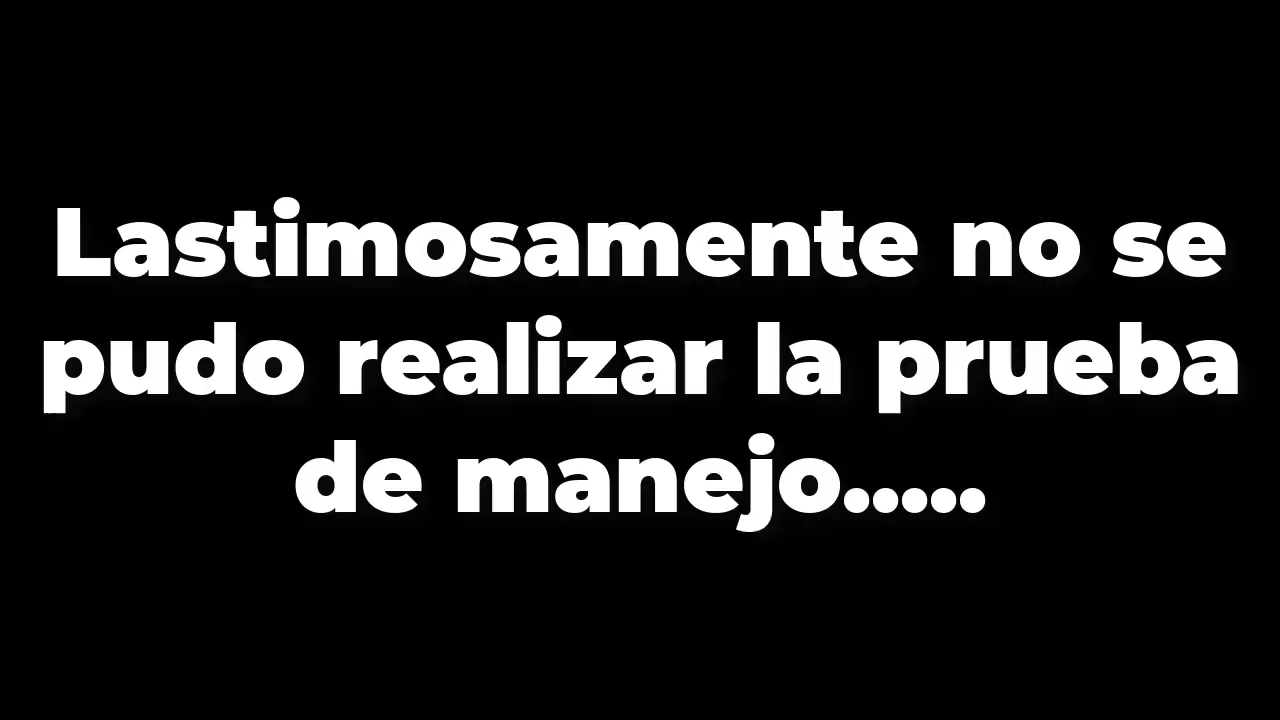 Lastimosamente no se
pudo realizar la prueba
de manejo.....